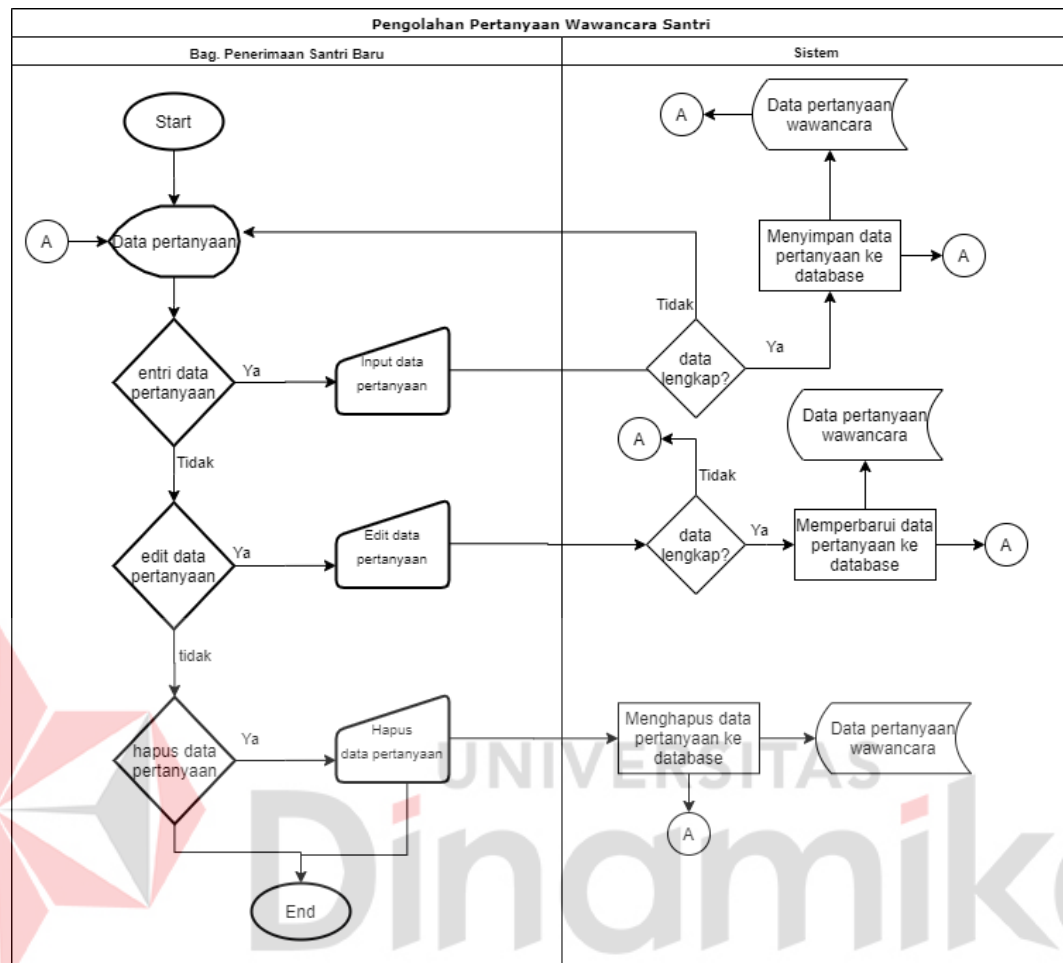 Pengolahan Pertanyaan Wawancara Santri
Bag. Penerimaan Santri Baru
Sistem
Start
A
Data pertanyaan
entri data
pertanyaan
Ya
Input data
pertanyaan
Tidak
data
lengkap?
Ya
Menyimpan data
pertanyaan ke
database
A
Data pertanyaan
wawancara
A
Tidak
edit data
pertanyaan
Ya
Edit data
pertanyaan
data
lengkap?
Tidak
A
Ya
Memperbarui data
pertanyaan ke
database
A
Data pertanyaan
wawancara
tidak
hapus data
pertanyaan
Ya
Hapus
data pertanyaan
Menghapus data
pertanyaan ke
database
Data pertanyaan
wawancara
A
End
UNIVERSITAS
Dinamika